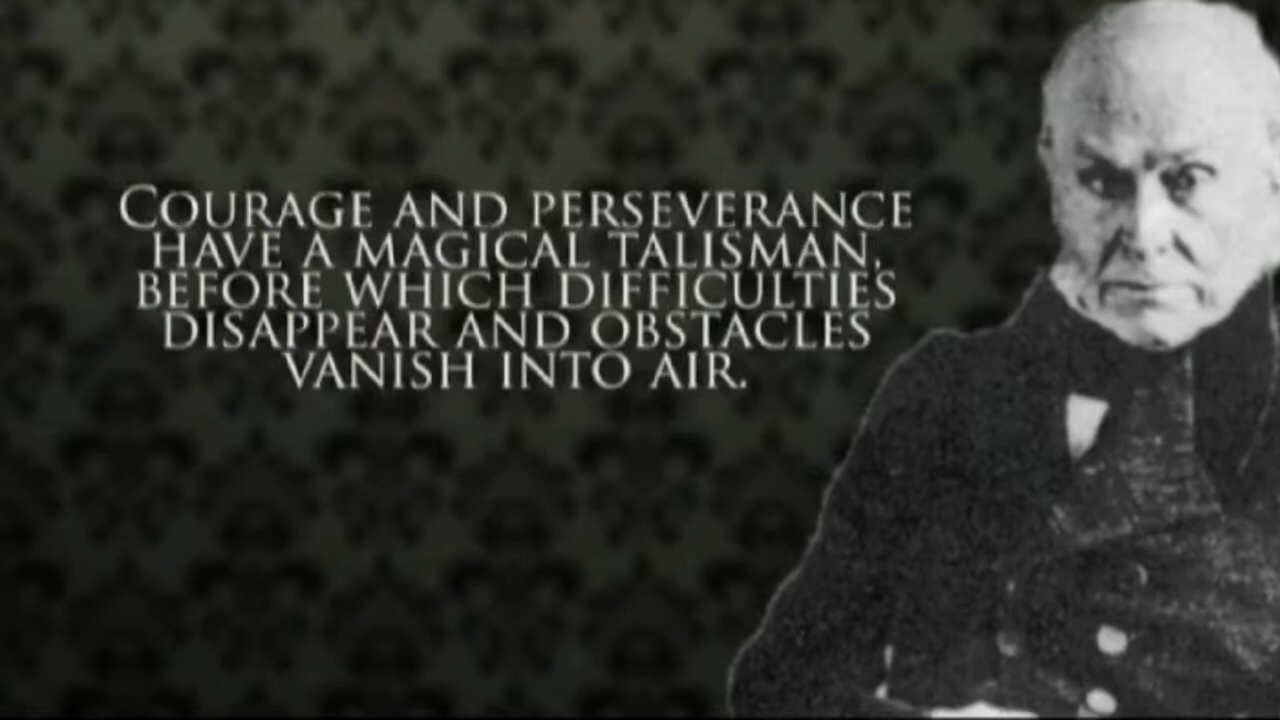 COURAGE AND PERSEVERANCE
HAVE A MAGICAL TALISMAN,
BEFORE WHICH DIFFICULTIES
DISAPPEAR AND OBSTACLES
VANISH INTO AIR.